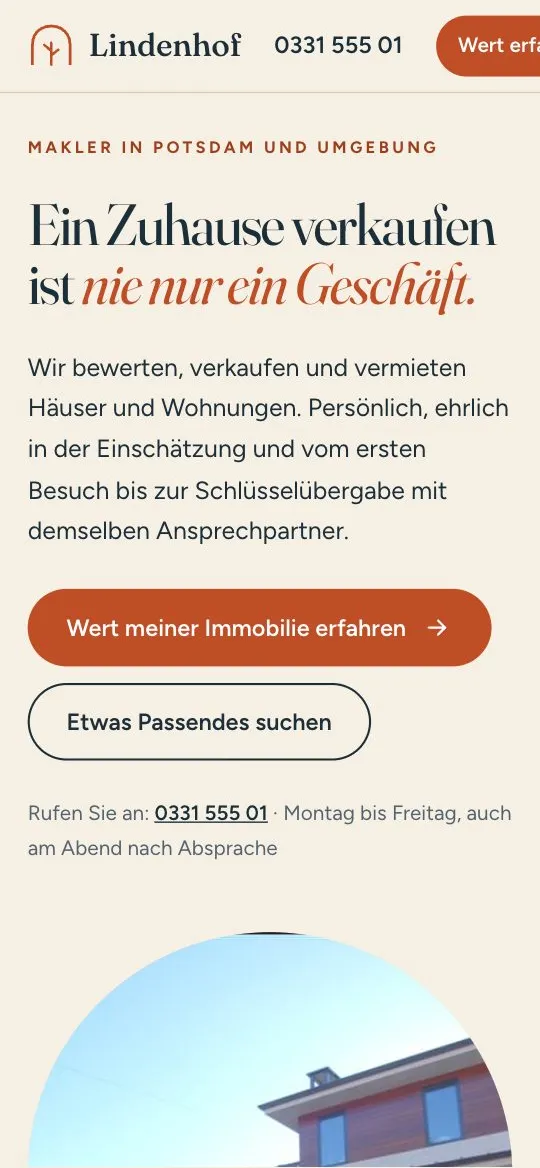 Lindenhof 0331 555 01 Wert erfa
MAKLER IN POTSDAM UND UMGEBUNG
Ein Zuhause verkaufen
ist nie nur ein Geschäft.
Wir bewerten, verkaufen und vermieten
Häuser und Wohnungen. Persönlich, ehrlich
in der Einschätzung und vom ersten
Besuch bis zur Schlüsselübergabe mit
demselben Ansprechpartner.
Wert meiner Immobilie erfahren →
Etwas Passendes suchen
Rufen Sie an: 0331 555 01 · Montag bis Freitag, auch
am Abend nach Absprache